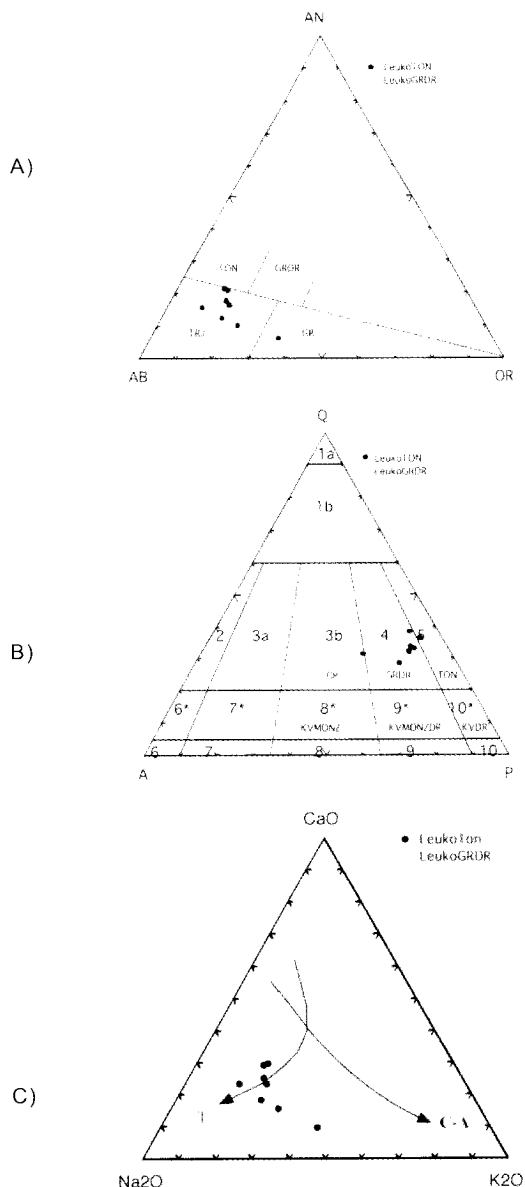 AN
LeukoTON
LeukoGRDR
A)
TON GRDR
TRJ GR
AB OR
Q
1a LeukoTON
LeukoGRDR
1b
B)
2 3a 3b 4 5
GR GRDR TON
6* 7* 8* 9* 10*
KVMONZ KVMONZDR KVDR
6 7 8 9 10
A P
CaO
LeukoTon
LeukoGRDR
C)
T CA
Na2O K2O